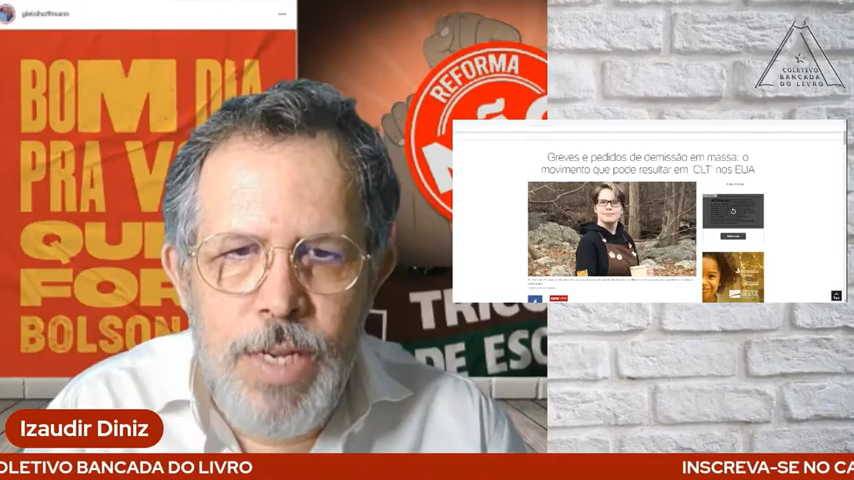 gleisihoffmann
BOM DIA
PRA
QU
FOR
BOLSON
REFORMA
NÃO
TRIC
DE ESC
COLETIVO
BANCADA
DO LIVRO
Greves e pedidos de demissão em massa: o
movimento que pode resultar em 'CLT' nos EUA
Izaudir Diniz
COLETIVO BANCADA DO LIVRO
INSCREVA-SE NO CA